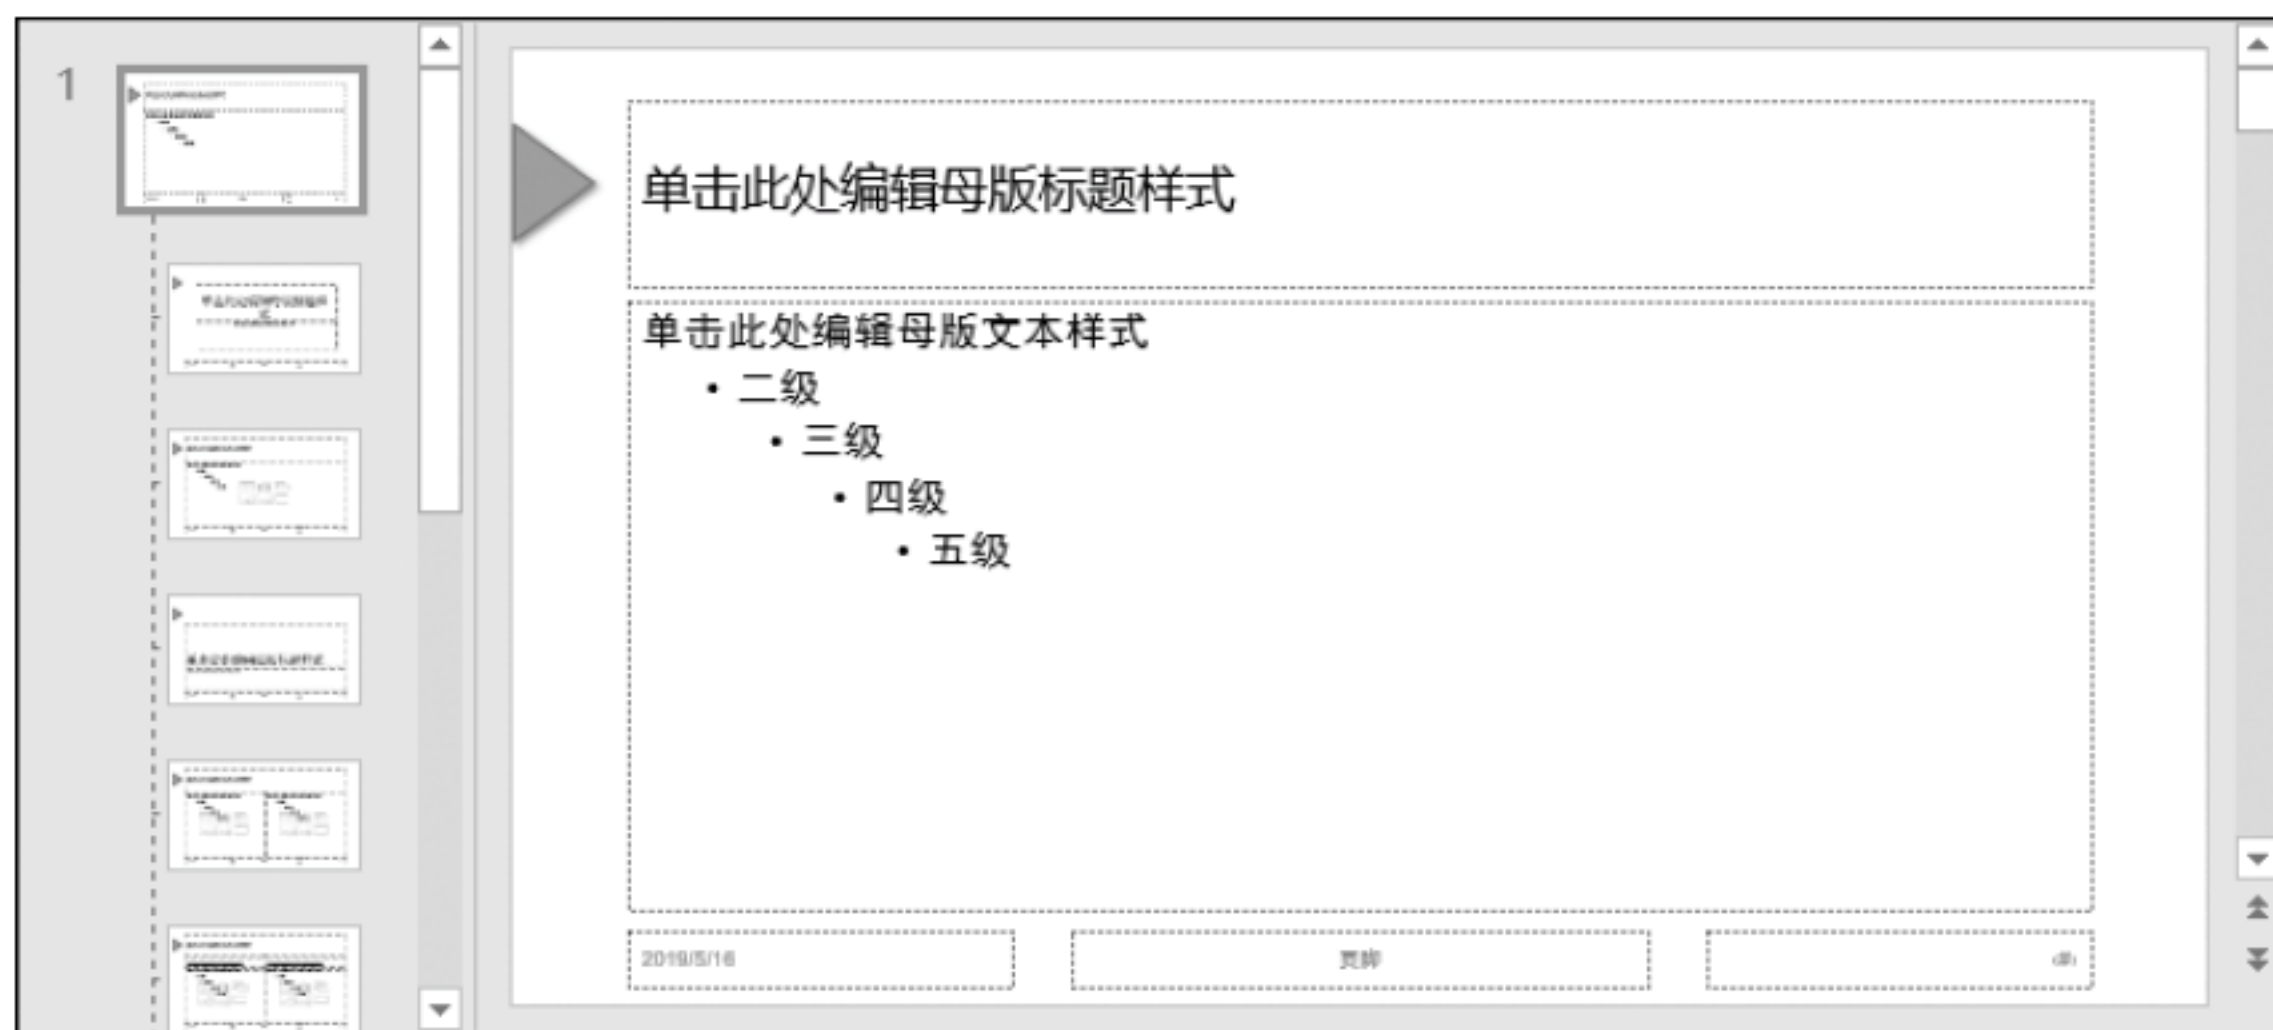 1
单击此处编辑母版标题样式
单击此处编辑母版文本样式
• 二级
• 三级
• 四级
• 五级
2019/5/16
页脚
‹#›